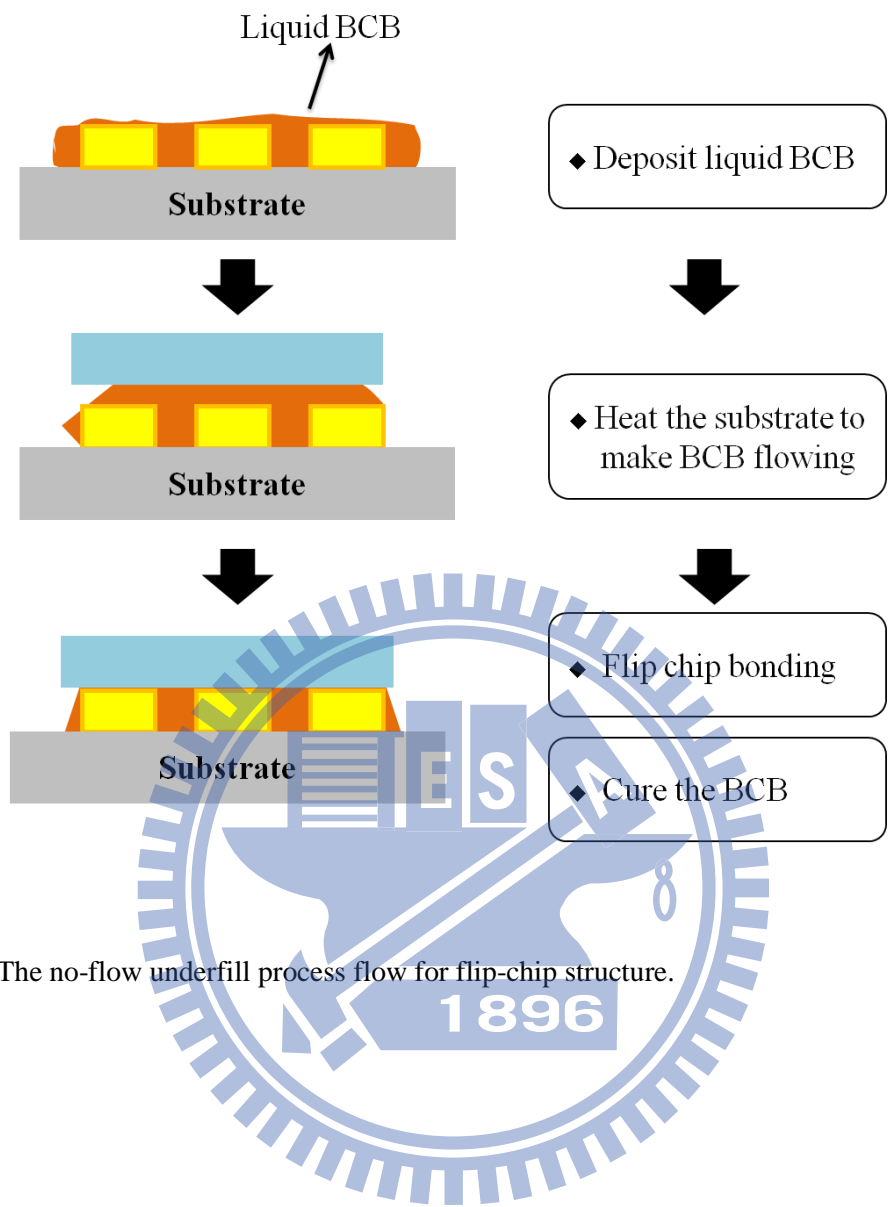 Liquid BCB
Substrate
◆ Deposit liquid BCB
Substrate
◆ Heat the substrate to
make BCB flowing
Substrate
◆ Flip chip bonding
◆ Cure the BCB
ESA
The no-flow underfill process flow for flip-chip structure.
1896